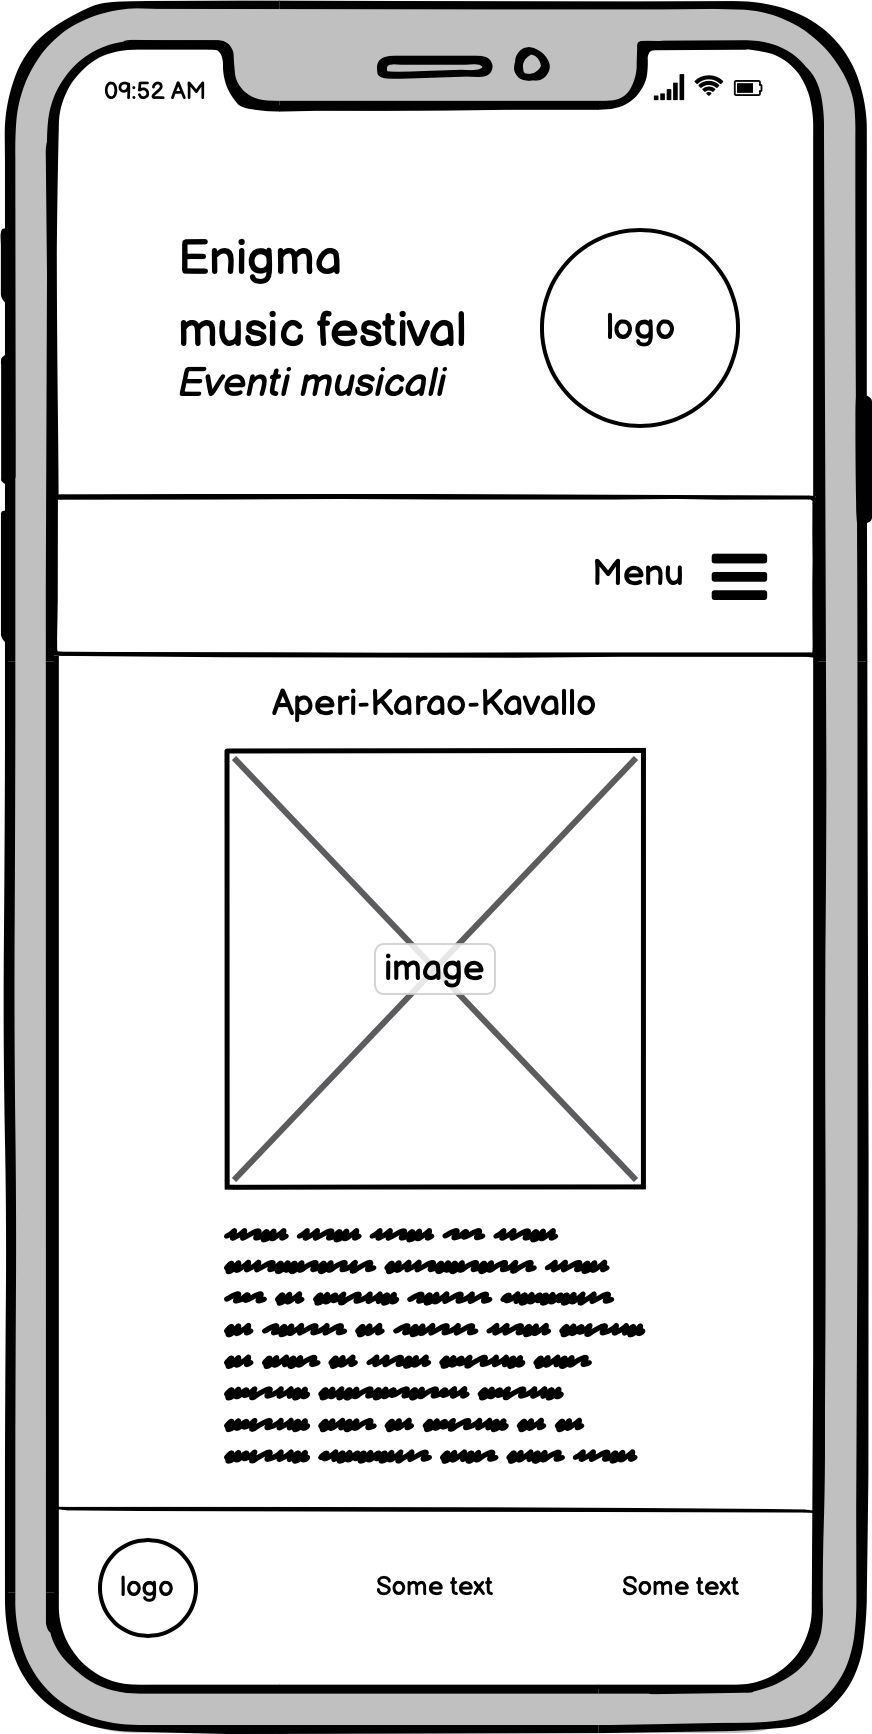 09:52 AM
Enigma
music festival
Eventi musicali
logo
Menu
Aperi-Karao-Kavallo
image
logo
Some text
Some text